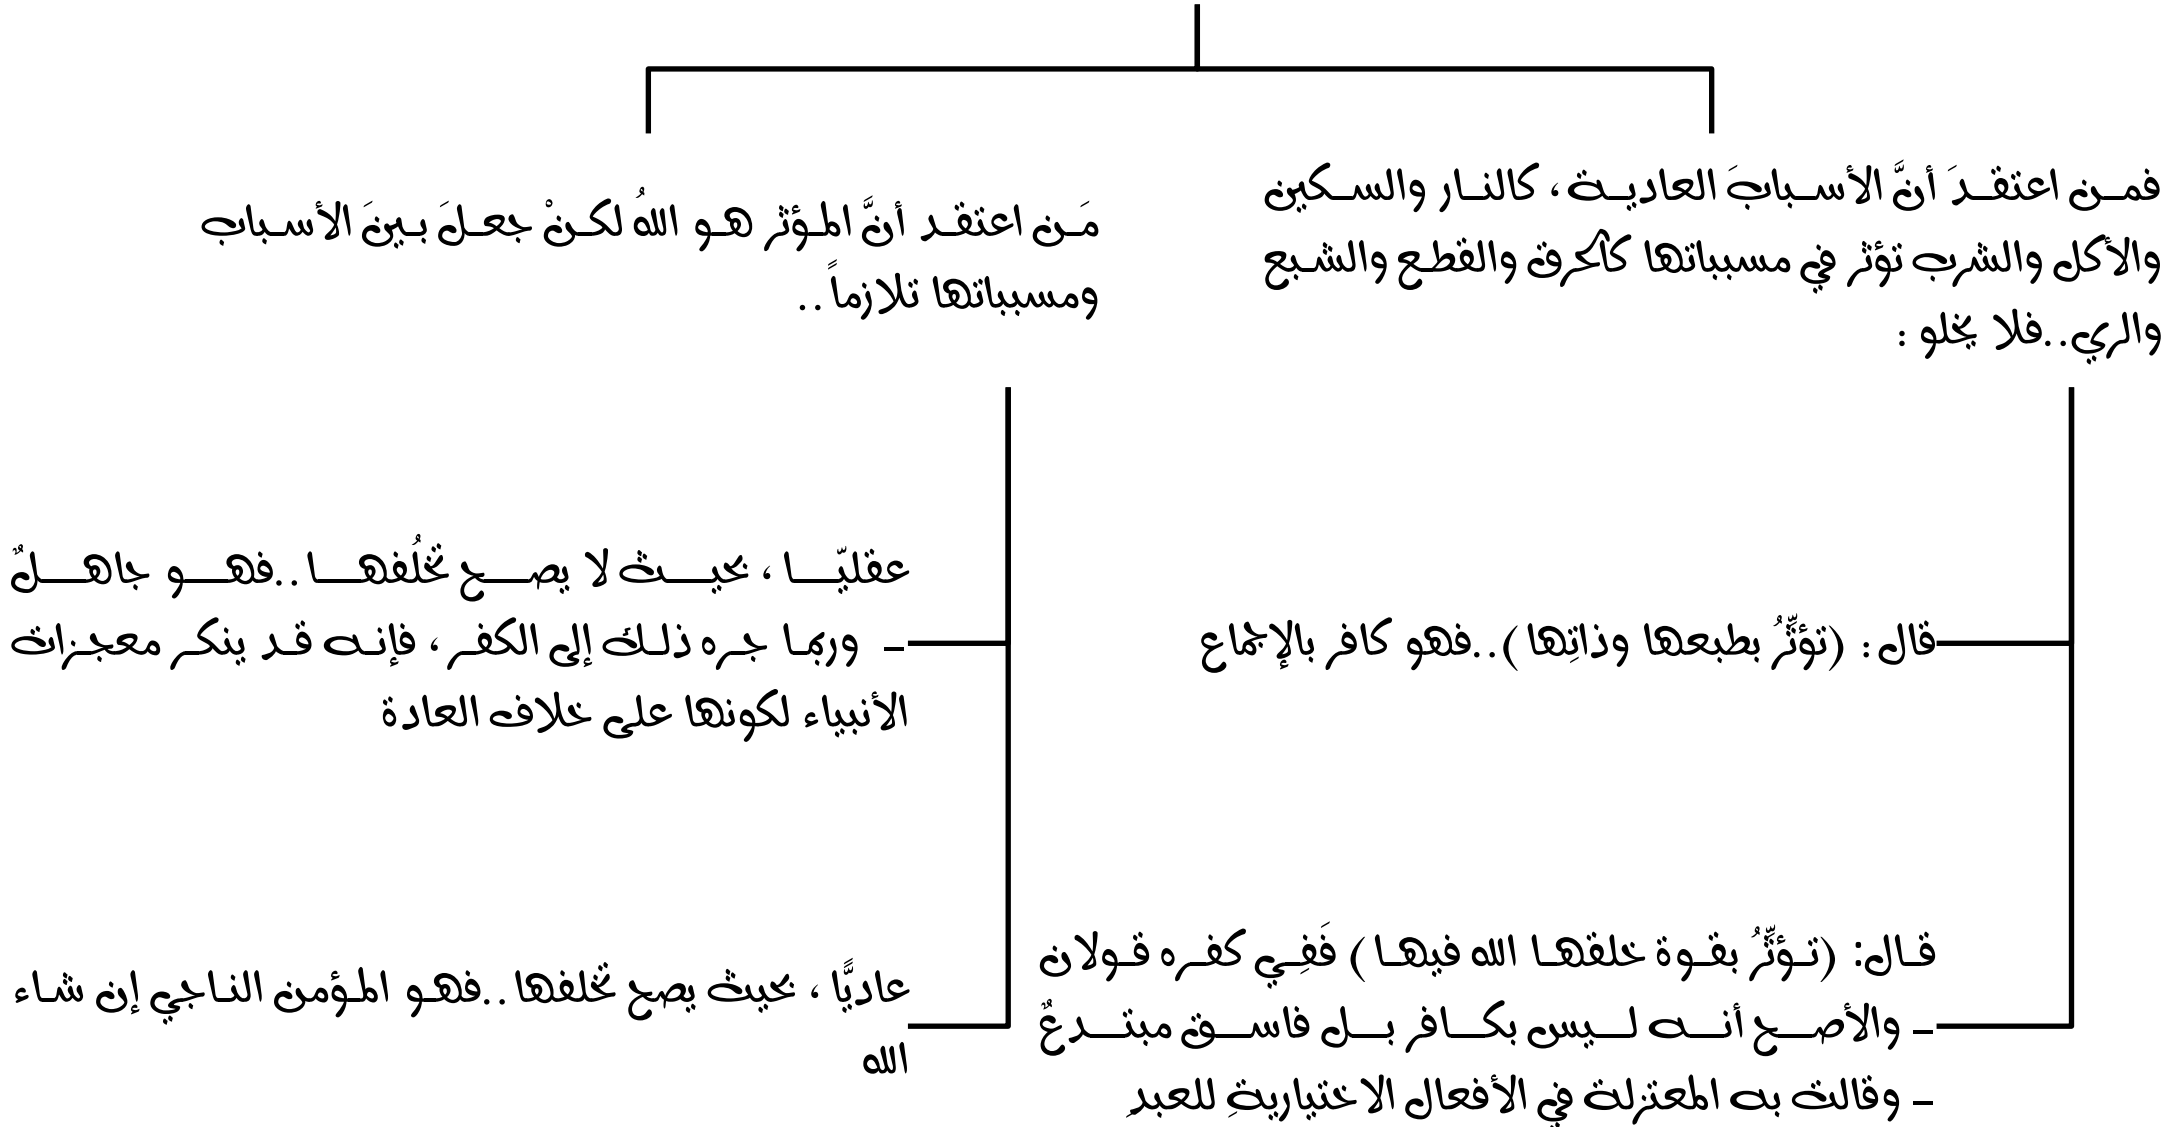 فمن اعتقدَ أنَّ الأسبابَ العادية، كالنار والسكين
والأكل والشرب تؤثر في مسبباتها كالحرق والقطع والشبع
والري..فلا يخلو :
قال: (تؤثِّرُ بطبعها وذاتِها)..فهو كافر بالإجماع
قال: (تؤثِّرُ بقوة خلقها الله فيها) فَفِي كفره قولان
- والأصح أنه ليس بكافر بل فاسق مبتدعٌ
- وقالت به المعتزلة في الأفعال الاختياريةِ للعبدِ
مَن اعتقد أنَّ المؤثر هو اللهُ لكنْ جعلَ بينَ الأسباب
ومسبباتها تلازماً..
عقليّا ، بحيث لا يصح تخلُفها..فهو جاهلٌ
- وربما جره ذلكَ إلى الكفر ، فإنه قد ينكر معجزات
الأنبياء لكونها على خلاف العادة
عاديًّا ، بحيث يصح تخلفها..فهو المؤمن الناجي إن شاء
الله